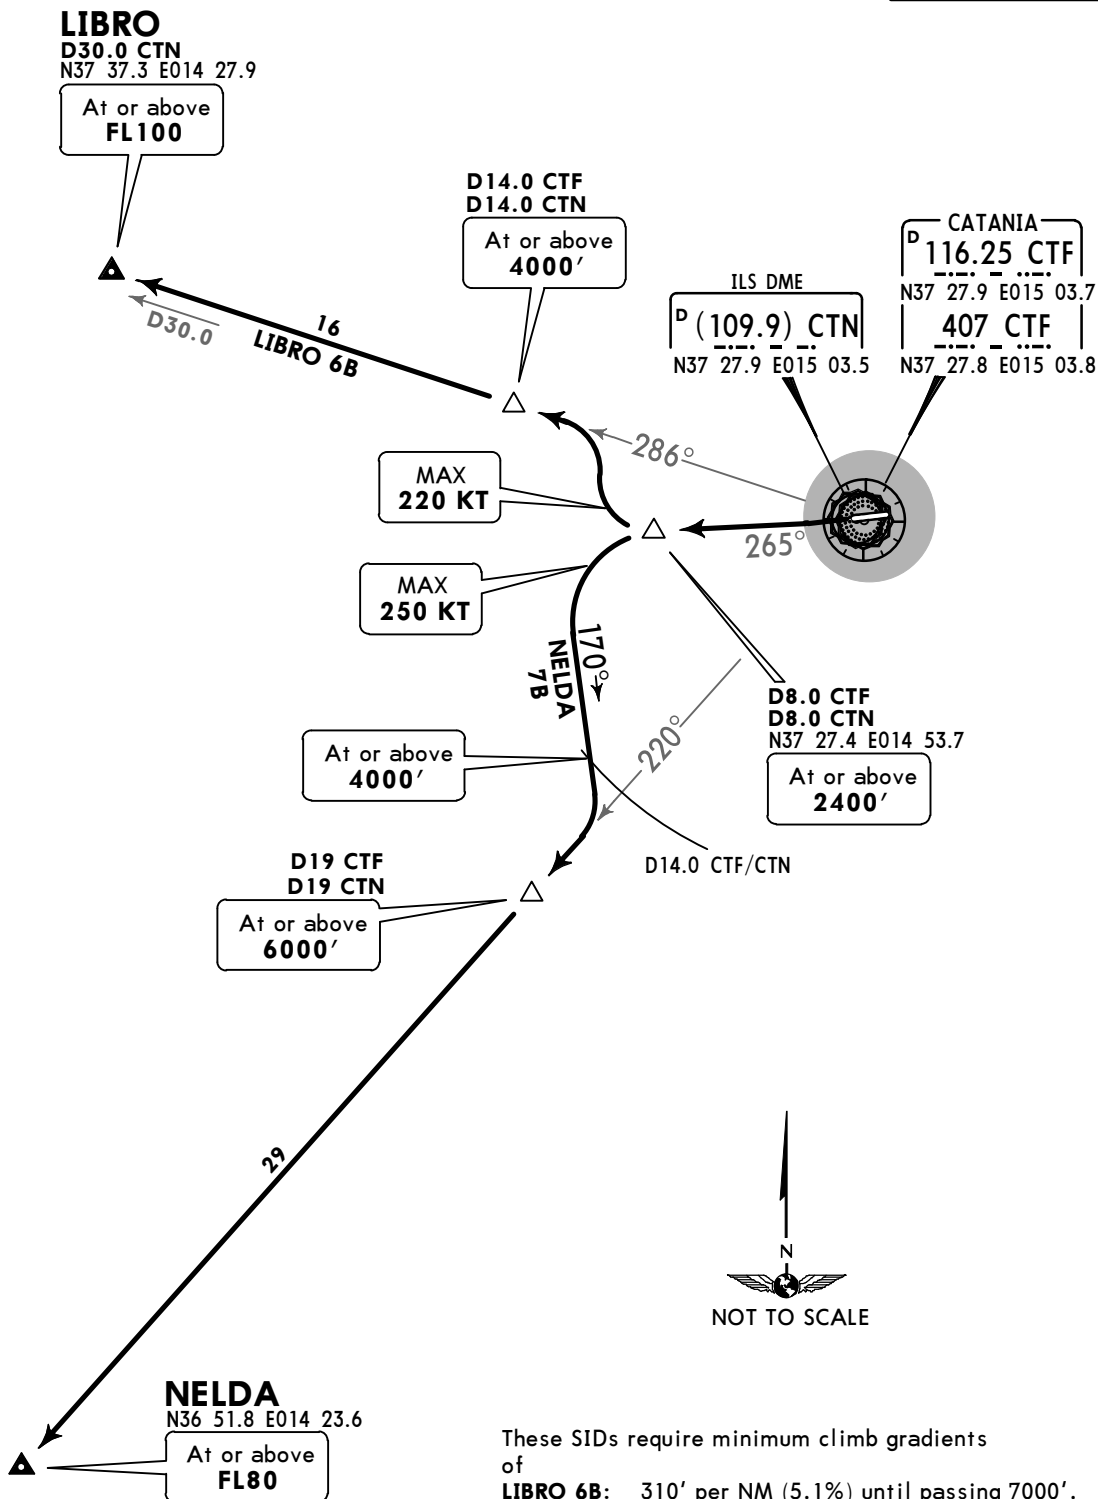 LIBRO
D30.0 CTN
N37 37.3 E014 27.9
At or above
FL100
D14.0 CTF
D14.0 CTN
At or above
4000'
CATANIA
D 116.25 CTF
N37 27.9 E015 03.7
407 CTF
N37 27.8 E015 03.8
ILS DME
D (109.9) CTN
N37 27.9 E015 03.5
D30.0
16
LIBRO 6B
286°
MAX
220 KT
265°
MAX
250 KT
170°
NELDA
7B
220°
D8.0 CTF
D8.0 CTN
N37 27.4 E014 53.7
At or above
2400'
At or above
4000'
D14.0 CTF/CTN
D19 CTF
D19 CTN
At or above
6000'
29
N
NOT TO SCALE
NELDA
N36 51.8 E014 23.6
At or above
FL80
These SIDs require minimum climb gradients
of
LIBRO 6B: 310' per NM (5.1%) until passing 7000'.